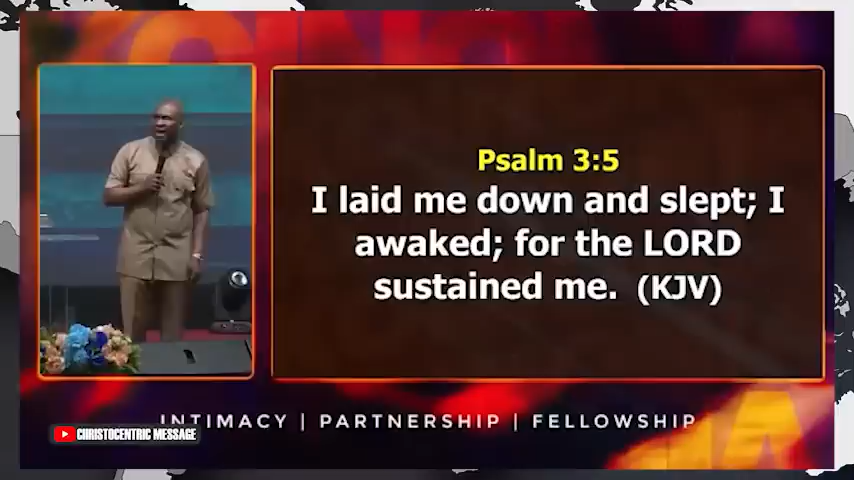 Psalm 3:5
I laid me down and slept; I
awaked; for the LORD
sustained me. (KJV)
INTIMACY | PARTNERSHIP | FELLOWSHIP
CHRISTOCENTRIC MESSAGE